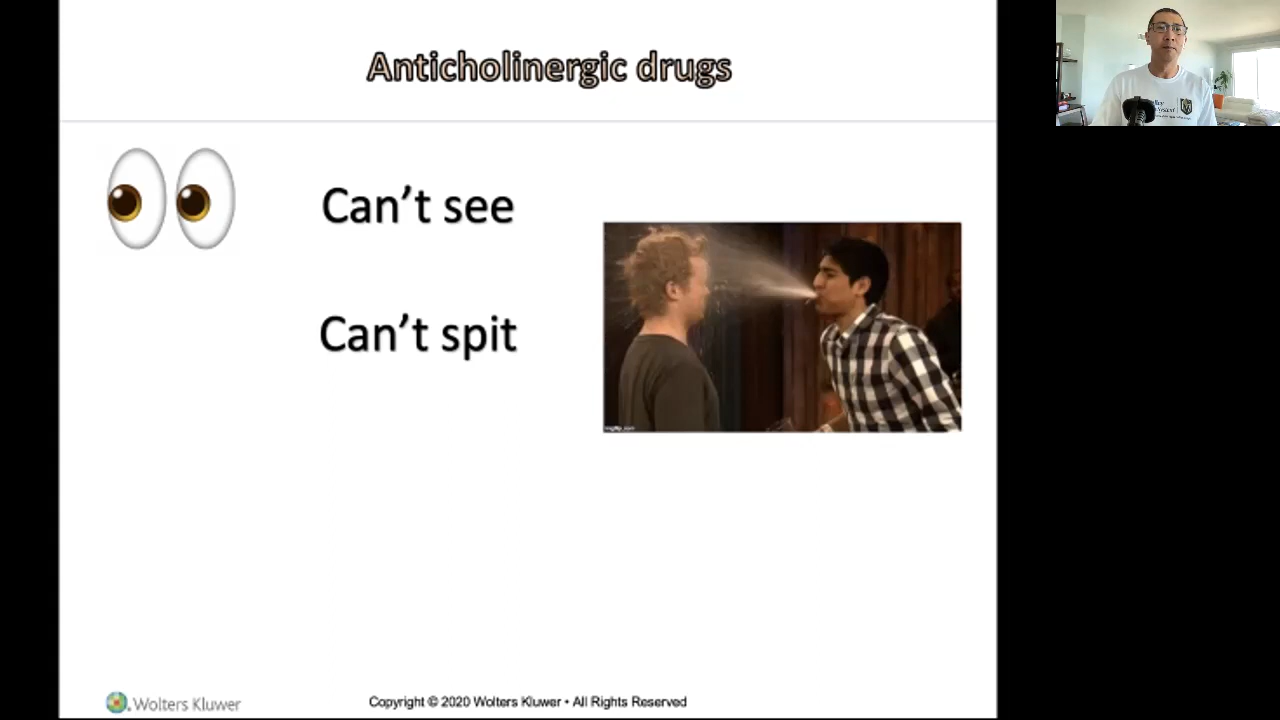 Anticholinergic drugs
Can't see
Can't spit
Wolters Kluwer
Copyright © 2020 Wolters Kluwer • All Rights Reserved